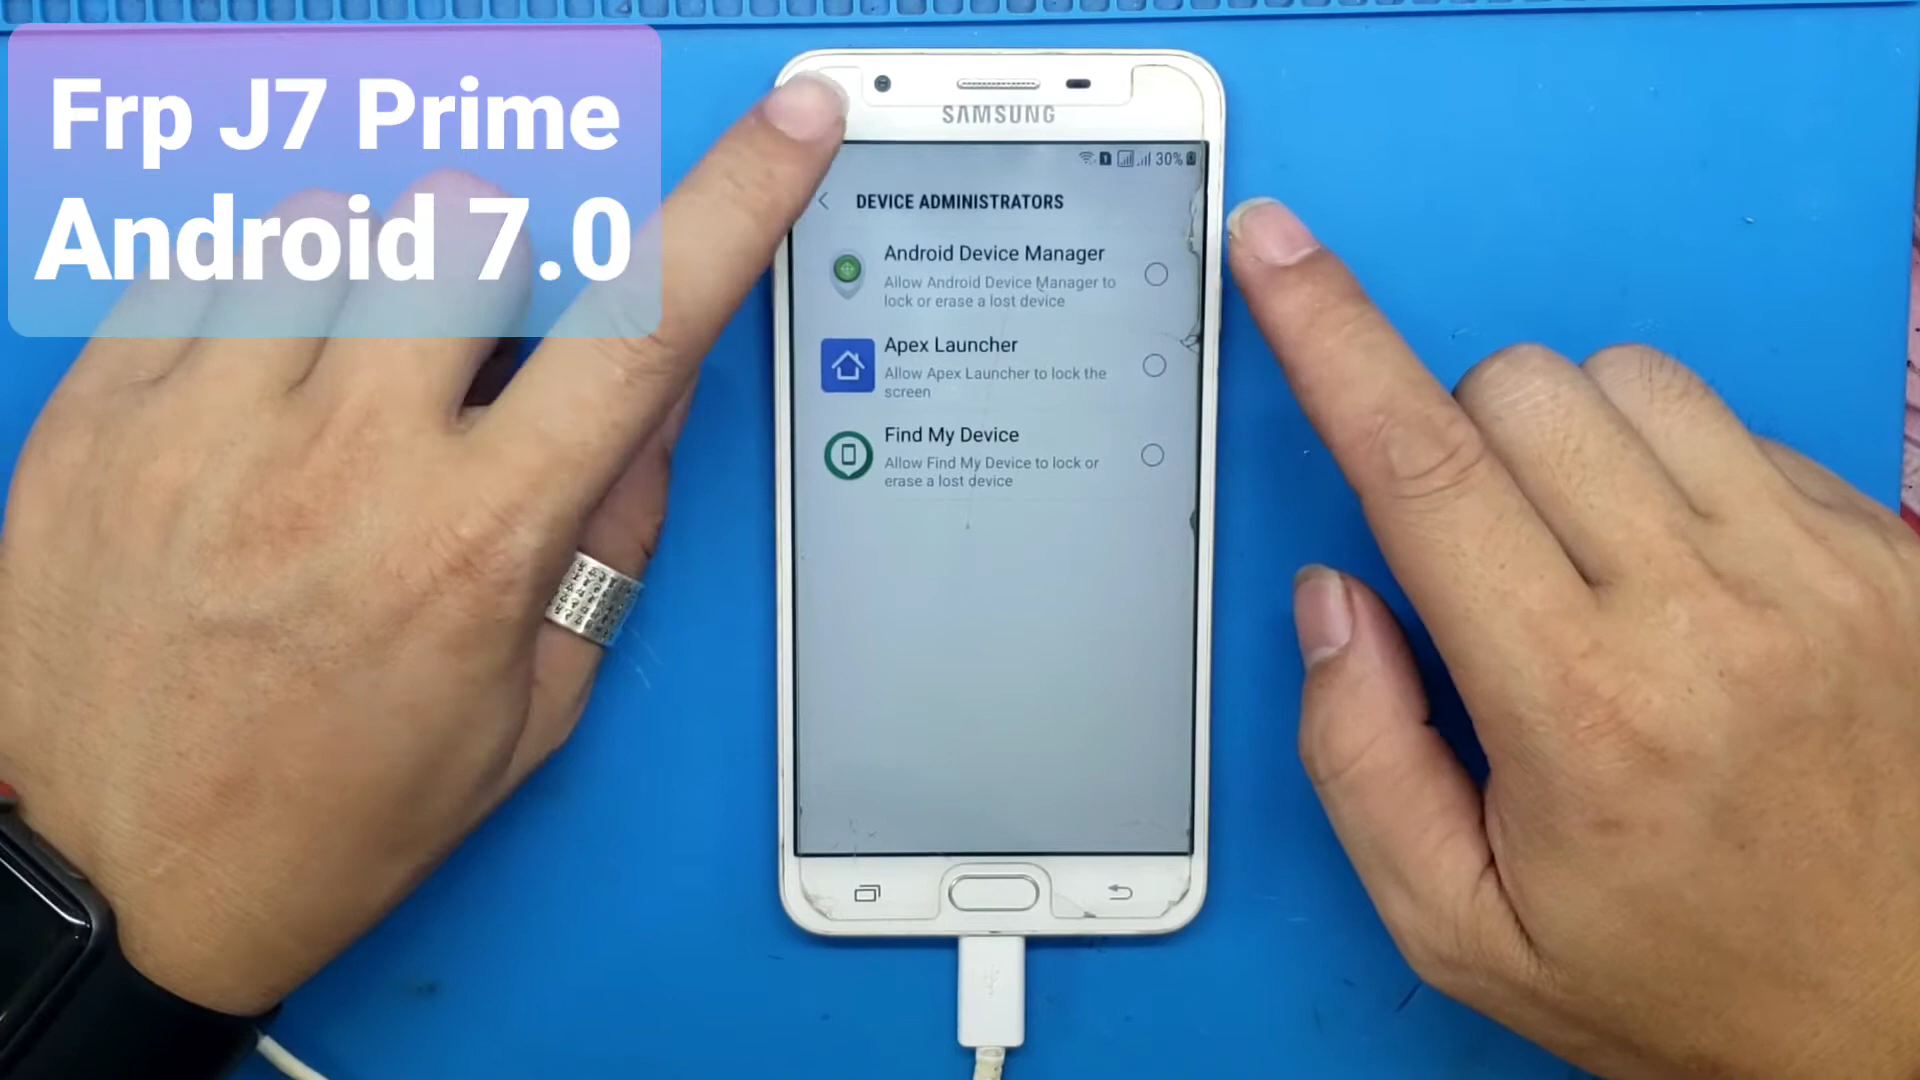 Frp J7 Prime
Android 7.0
SAMSUNG
30%
DEVICE ADMINISTRATORS
Android Device Manager
Allow Android Device Manager to
lock or erase a lost device
Apex Launcher
Allow Apex Launcher to lock the
screen
Find My Device
Allow Find My Device to lock or
erase a lost device